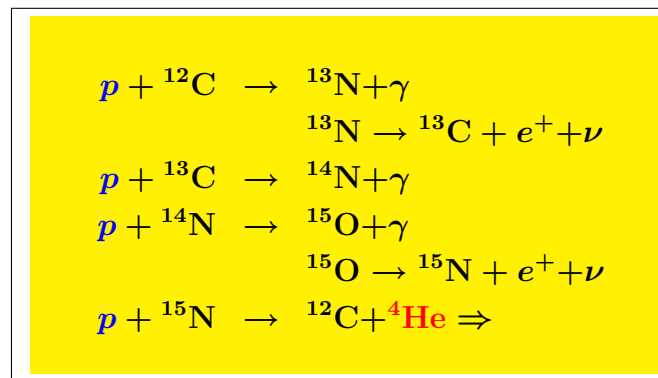 p + ¹²C → ¹³N+γ
¹³N → ¹³C + e⁺+ν
p + ¹³C → ¹⁴N+γ
p + ¹⁴N → ¹⁵O+γ
¹⁵O → ¹⁵N + e⁺+ν
p + ¹⁵N → ¹²C+⁴He ⇒